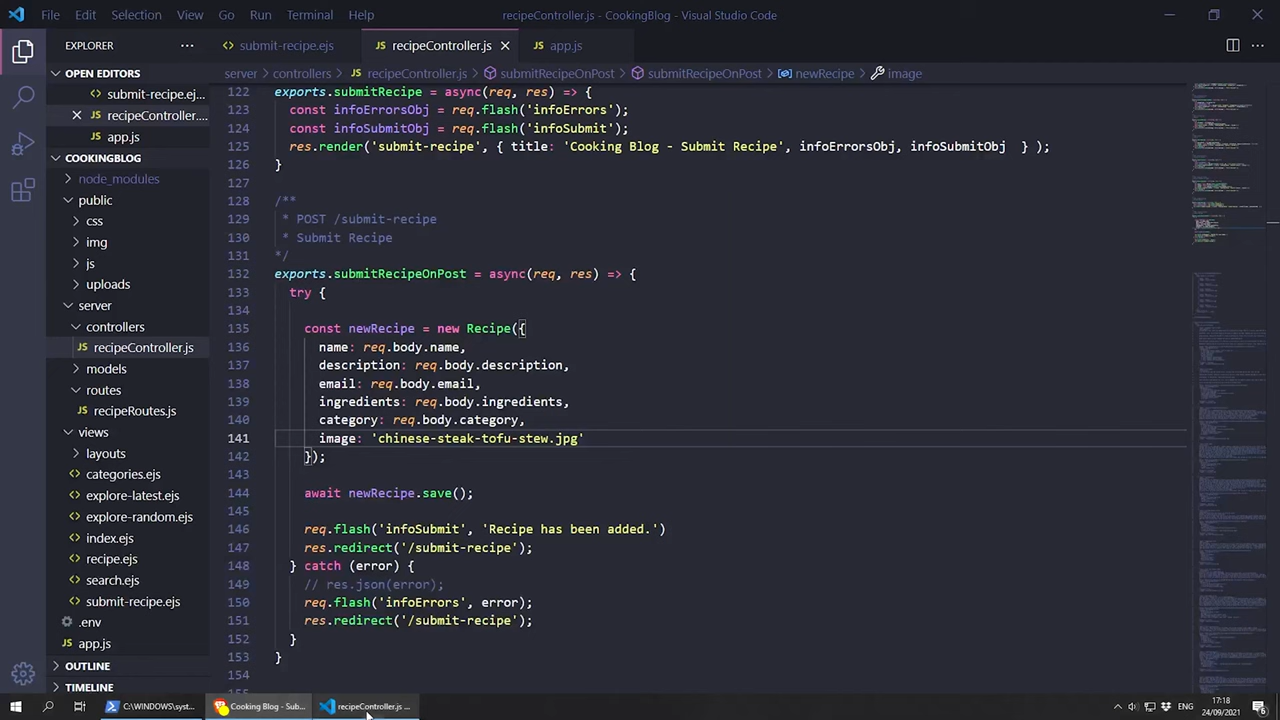 File Edit Selection View Go Run Terminal Help recipeController.js - CookingBlog - Visual Studio Code
EXPLORER
submit-recipe.ejs
recipeController.js
app.js
OPEN EDITORS
submit-recipe.ej...
recipeController....
app.js
COOKINGBLOG
node_modules
public
css
img
js
uploads
server
controllers
recipeController.js
models
routes
recipeRoutes.js
views
layouts
categories.ejs
explore-latest.ejs
explore-random.ejs
index.ejs
recipe.ejs
search.ejs
submit-recipe.ejs
.env
app.js
OUTLINE
TIMELINE
server > controllers > recipeController.js > submitRecipeOnPost > submitRecipeOnPost > newRecipe > image
122 exports.submitRecipe = async(req, res) => {
123 const infoErrorsObj = req.flash('infoErrors');
124 const infoSubmitObj = req.flash('infoSubmit');
125 res.render('submit-recipe', { title: 'Cooking Blog - Submit Recipe', infoErrorsObj, infoSubmitObj } );
126 }
127
128 /**
129 * POST /submit-recipe
130 * Submit Recipe
131 */
132 exports.submitRecipeOnPost = async(req, res) => {
133 try {
134
135 const newRecipe = new Recipe({
136 name: req.body.name,
137 description: req.body.description,
138 email: req.body.email,
139 ingredients: req.body.ingredients,
140 category: req.body.category,
141 image: 'chinese-steak-tofu-stew.jpg'
142 });
143
144 await newRecipe.save();
145
146 req.flash('infoSubmit', 'Recipe has been added.')
147 res.redirect('/submit-recipe');
148 } catch (error) {
149 // res.json(error);
150 req.flash('infoErrors', error);
151 res.redirect('/submit-recipe');
152 }
153 }
154
C:\WINDOWS\syst...
Cooking Blog - Sub...
recipeController.js ...
17:18
24/09/2021
6